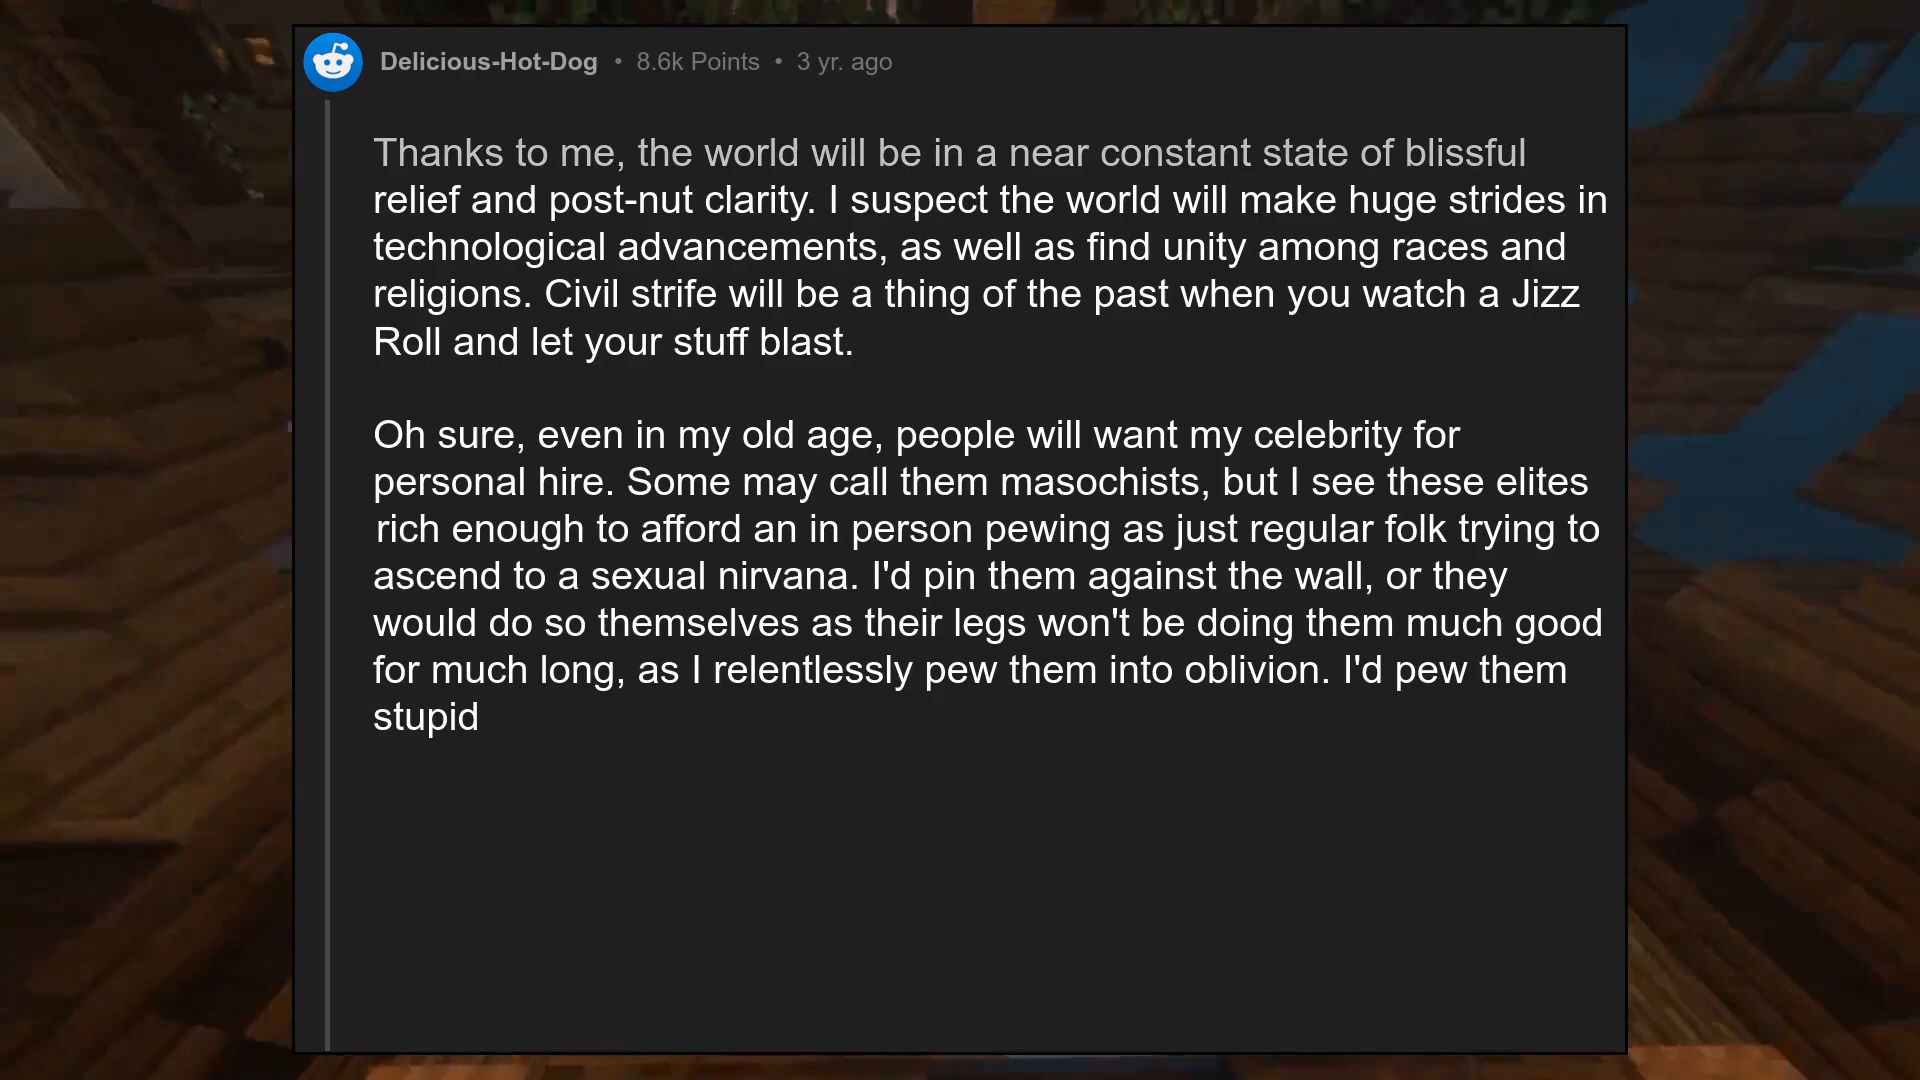 Delicious-Hot-Dog • 8.6k Points • 3 yr. ago
Thanks to me, the world will be in a near constant state of blissful
relief and post-nut clarity. I suspect the world will make huge strides in
technological advancements, as well as find unity among races and
religions. Civil strife will be a thing of the past when you watch a Jizz
Roll and let your stuff blast.
Oh sure, even in my old age, people will want my celebrity for
personal hire. Some may call them masochists, but I see these elites
rich enough to afford an in person pewing as just regular folk trying to
ascend to a sexual nirvana. I'd pin them against the wall, or they
would do so themselves as their legs won't be doing them much good
for much long, as I relentlessly pew them into oblivion. I'd pew them
stupid